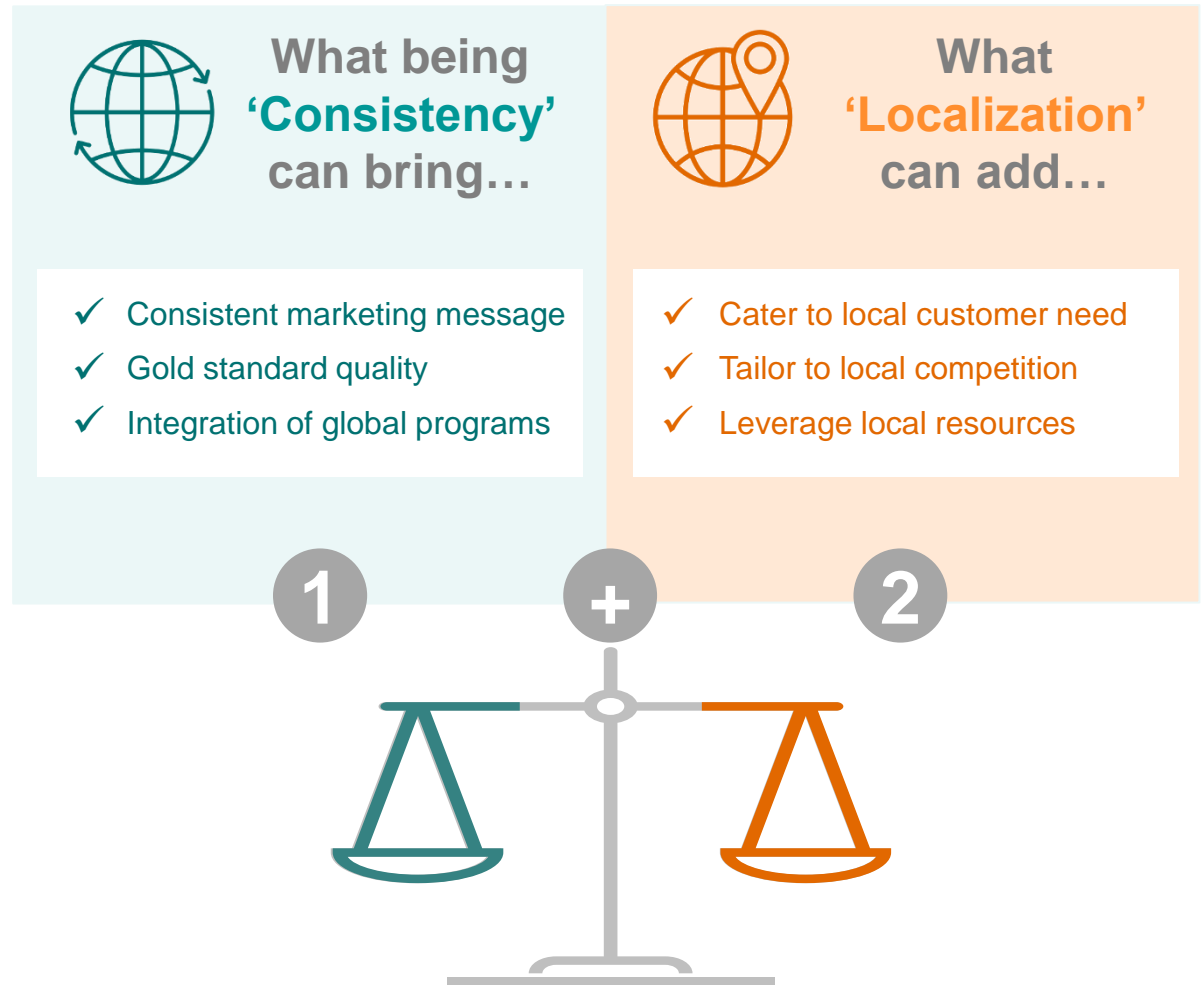 What being
‘Consistency’
can bring…
✓ Consistent marketing message
✓ Gold standard quality
✓ Integration of global programs
What
‘Localization’
can add…
✓ Cater to local customer need
✓ Tailor to local competition
✓ Leverage local resources
1 + 2